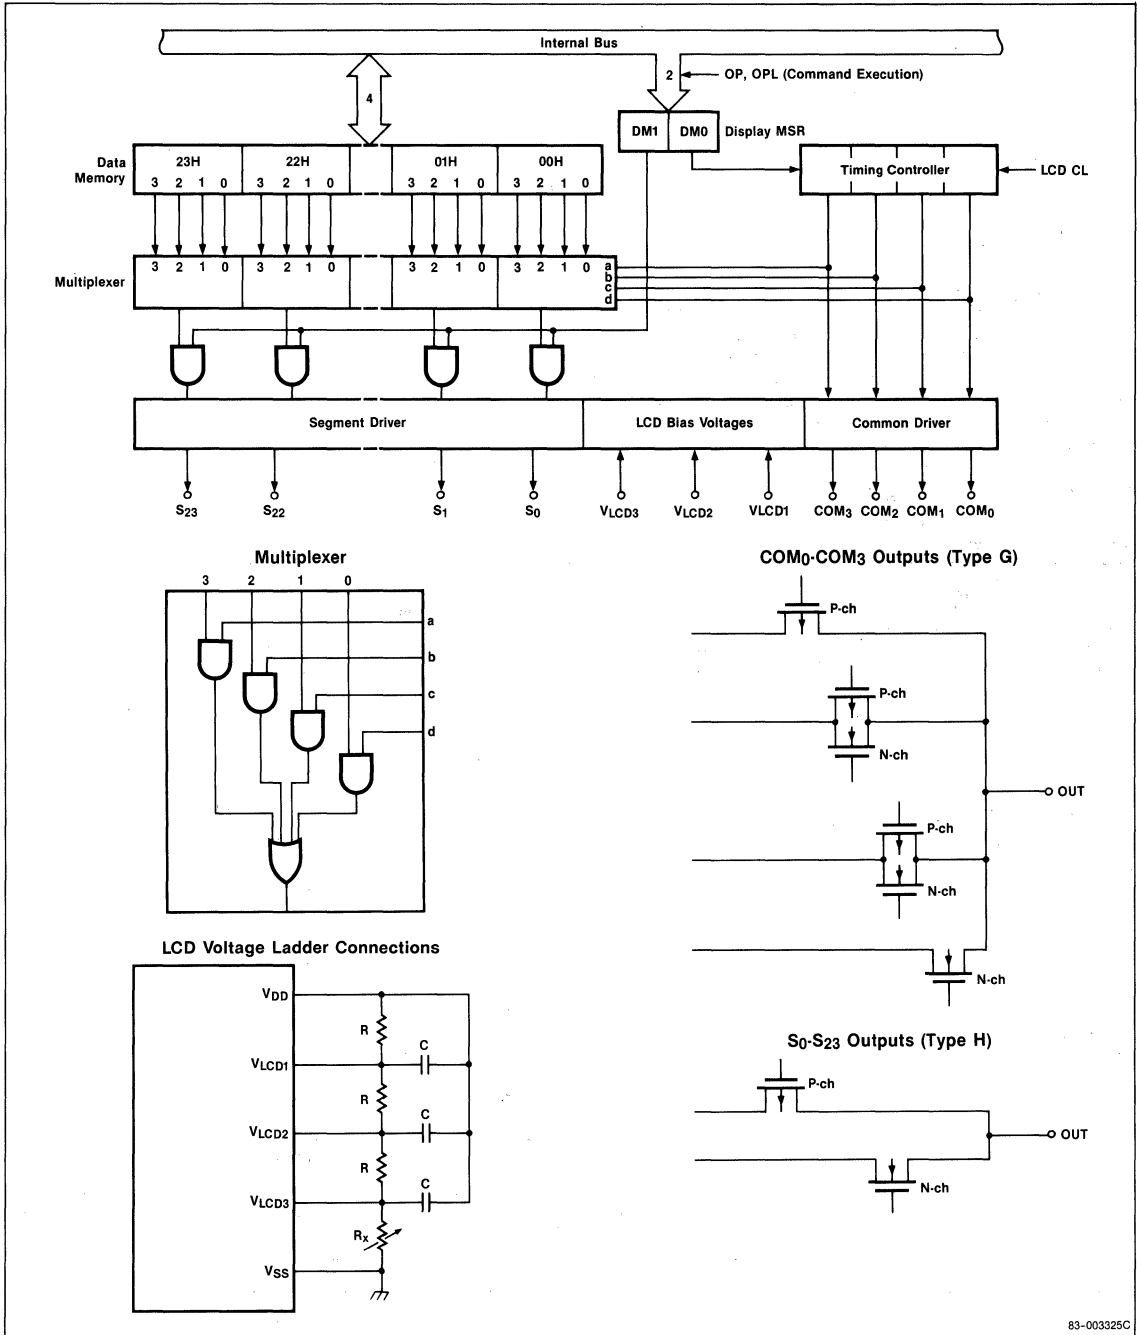 Internal Bus
4
2
OP, OPL (Command Execution)
DM1 DM0 Display MSR
Data Memory
23H 22H 01H 00H
3 2 1 0 3 2 1 0 3 2 1 0 3 2 1 0
Timing Controller
LCD CL
Multiplexer
3 2 1 0 3 2 1 0 3 2 1 0 3 2 1 0
a
b
c
d
Segment Driver LCD Bias Voltages Common Driver
S23 S22 S1 S0 VLCD3 VLCD2 VLCD1 COM3 COM2 COM1 COM0
Multiplexer
3 2 1 0
a
b
c
d
COM0-COM3 Outputs (Type G)
P-ch
P-ch
N-ch
OUT
P-ch
N-ch
N-ch
LCD Voltage Ladder Connections
VDD
R
C
VLCD1
R
C
VLCD2
R
C
VLCD3
Rx
VSS
S0-S23 Outputs (Type H)
P-ch
OUT
N-ch
83-003325C